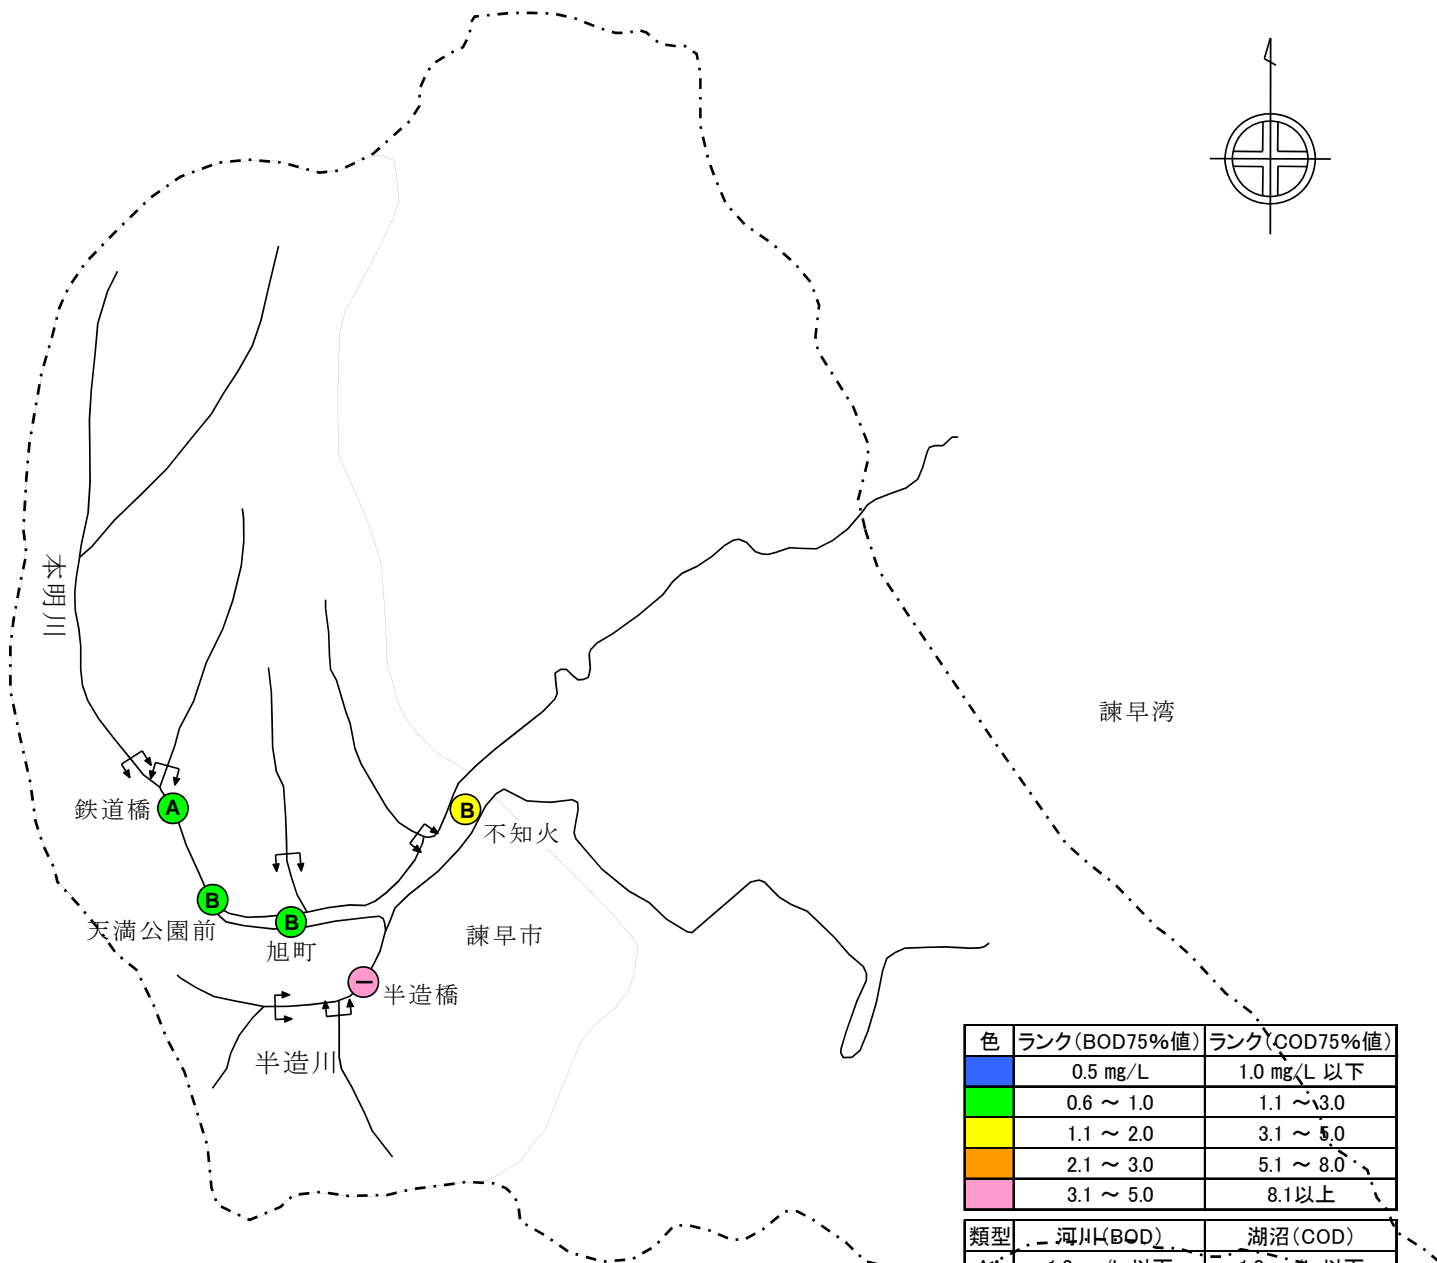 本明川
諫早湾
鉄道橋
A
B
不知火
B
天満公園前
B
旭町
諫早市
半造橋
半造川
色 ランク(BOD75%値) ランク(COD75%値)
0.5 mg/L 1.0 mg/L 以下
0.6 ～ 1.0 1.1 ～ 3.0
1.1 ～ 2.0 3.1 ～ 5.0
2.1 ～ 3.0 5.1 ～ 8.0
3.1 ～ 5.0 8.1以上
類型 河川(BOD) 湖沼(COD)